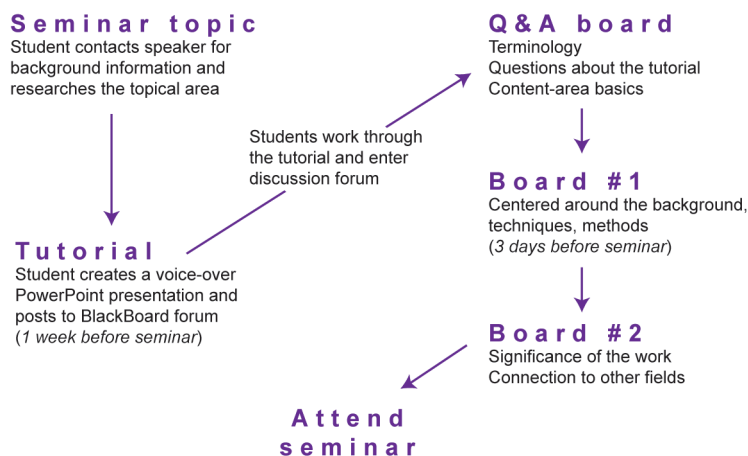 Seminar topic
Student contacts speaker for
background information and
researches the topical area
Tutorial
Student creates a voice-over
PowerPoint presentation and
posts to BlackBoard forum
(1 week before seminar)
Students work through
the tutorial and enter
discussion forum
Q&A board
Terminology
Questions about the tutorial
Content-area basics
Board #1
Centered around the background,
techniques, methods
(3 days before seminar)
Board #2
Significance of the work
Connection to other fields
Attend
seminar